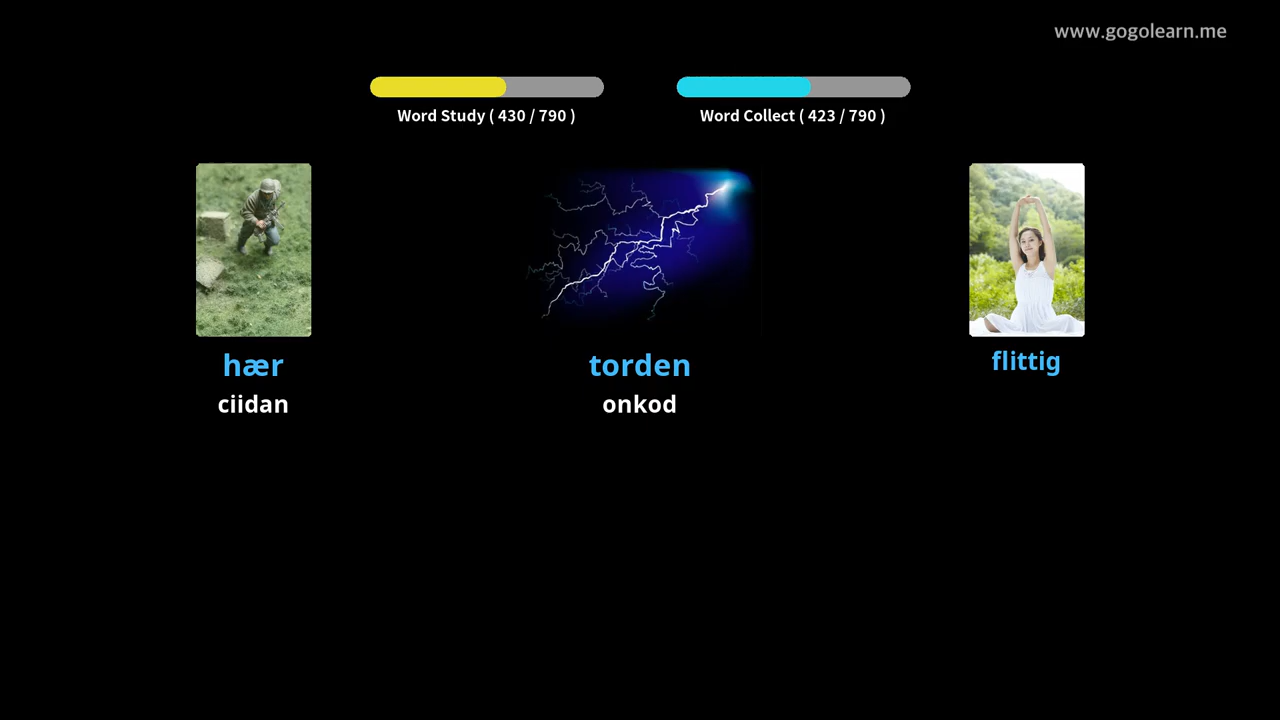 www.gogolearn.me
Word Study ( 430 / 790 )
Word Collect ( 423 / 790 )
hær
torden
flittig
ciidan
onkod